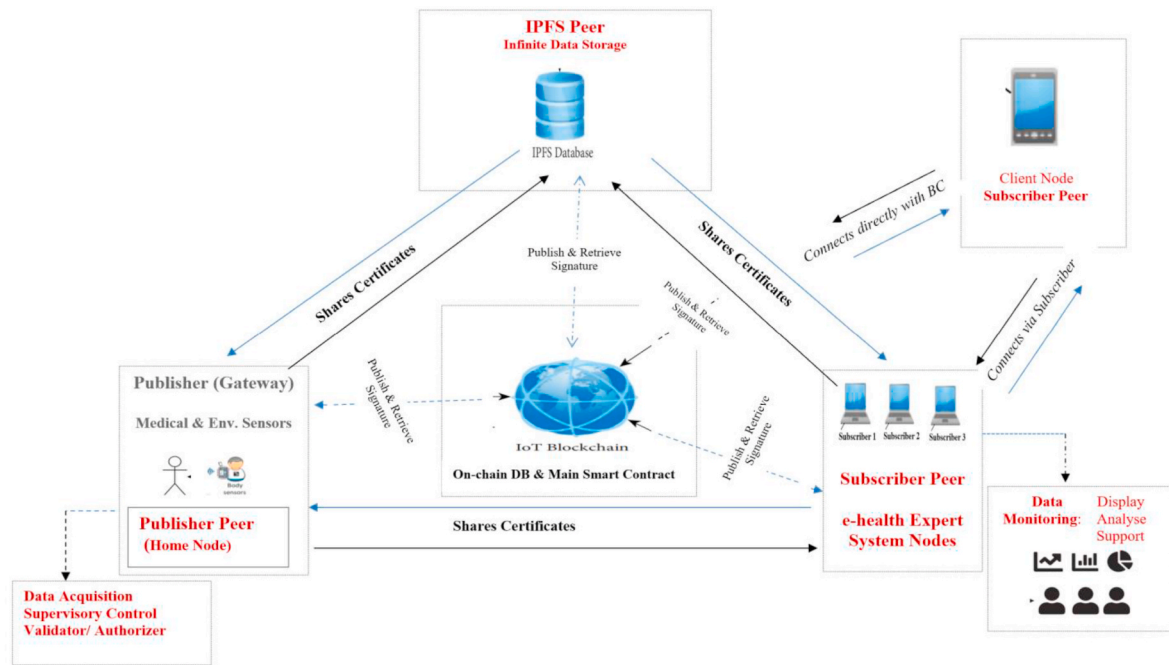 IPFS Peer
Infinite Data Storage
IPFS Database
Client Node
Subscriber Peer
Connects directly with BC
Connects via Subscriber
Shares Certificates
Publish & Retrieve
Signature
Shares Certificates
Publish & Retrieve
Signature
Publisher (Gateway)
Medical & Env. Sensors
Body
sensors
Publisher Peer
(Home Node)
Publish & Retrieve
Signature
IoT Blockchain
On-chain DB & Main Smart Contract
Publish & Retrieve
Signature
Subscriber 1
Subscriber 2
Subscriber 3
Subscriber Peer
e-health Expert
System Nodes
Shares Certificates
Data Acquisition
Supervisory Control
Validator/ Authorizer
Data Display
Monitoring: Analyse
Support